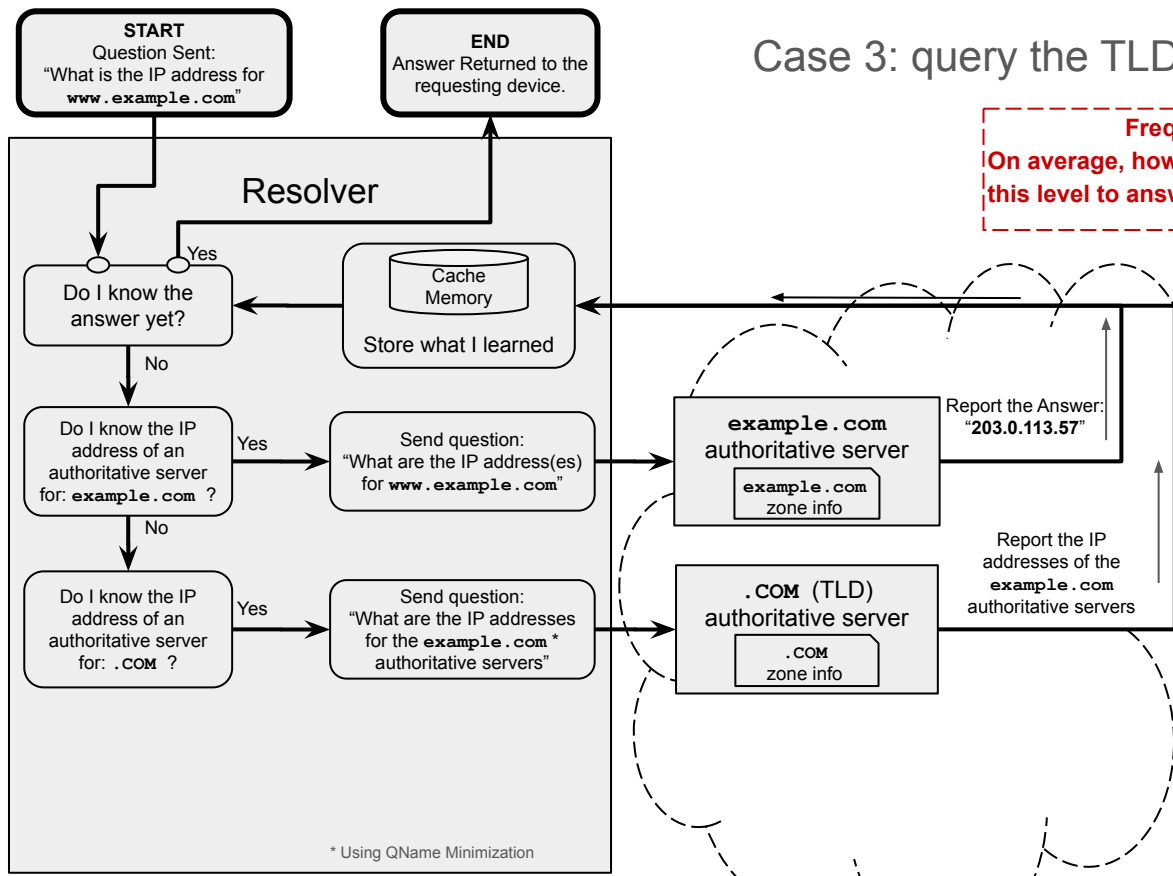 START
Question Sent:
“What is the IP address for
www.example.com”
END
Answer Returned to the
requesting device.
Case 3: query the TLD
Freq
On average, how
this level to answ
Resolver
Yes
Do I know the
answer yet?
Cache
Memory
Store what I learned
No
Do I know the IP
address of an
authoritative server
for: example.com ?
Yes
Send question:
“What are the IP address(es)
for www.example.com”
example.com
authoritative server
example.com
zone info
Report the Answer:
“203.0.113.57”
No
Do I know the IP
address of an
authoritative server
for: .COM ?
Yes
Send question:
“What are the IP addresses
for the example.com *
authoritative servers”
.COM (TLD)
authoritative server
.COM
zone info
Report the IP
addresses of the
example.com
authoritative servers
* Using QName Minimization